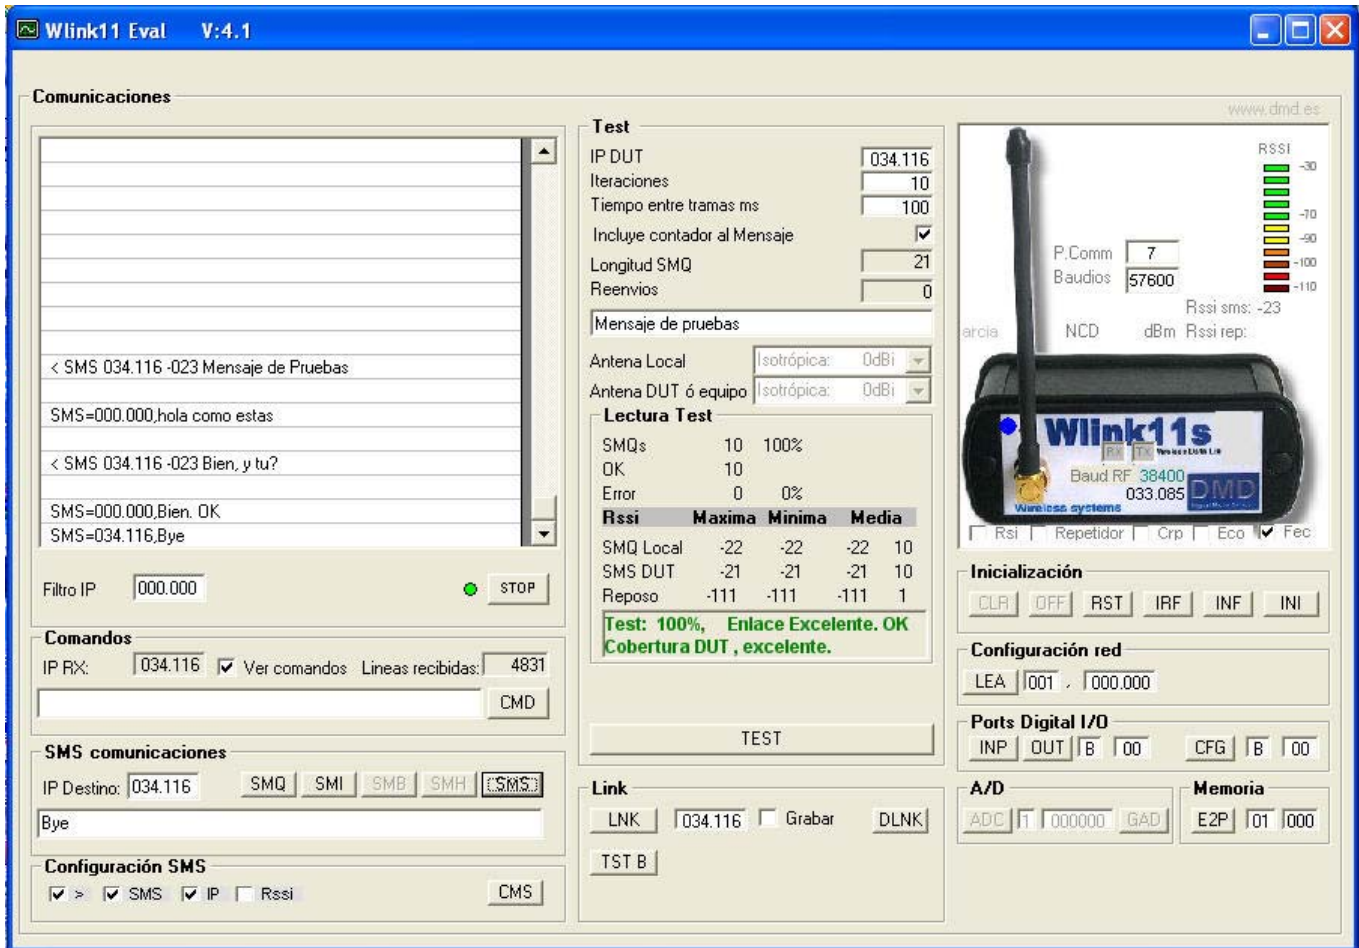 Wlink11 Eval V:4.1
Comunicaciones
< SMS 034.116 -023 Mensaje de Pruebas
SMS=000.000,hola como estas
< SMS 034.116 -023 Bien, y tu?
SMS=000.000,Bien. OK
SMS=034.116,Bye
Filtro IP 000.000 STOP
Comandos
IP RX: 034.116 Ver comandos Lineas recibidas: 4831
CMD
SMS comunicaciones
IP Destino: 034.116 SMQ SMI SMB SMH SMS
Bye
Configuración SMS
> SMS IP Rssi CMS
Test
IP DUT 034.116
Iteraciones 10
Tiempo entre tramas ms 100
Incluye contador al Mensaje
Longitud SMQ 21
Reenvios 0
Mensaje de pruebas
Antena Local Isotrópica: 0dBi
Antena DUT ó equipo Isotrópica: 0dBi
Lectura Test
SMQs 10 100%
OK 10
Error 0 0%
Rssi Maxima Minima Media
SMQ Local -22 -22 -22 10
SMS DUT -21 -21 -21 10
Reposo -111 -111 -111 1
Test: 100%, Enlace Excelente. OK
Cobertura DUT , excelente.
TEST
Link
LNK 034.116 Grabar DLNK
TST B
www.dmd.es
RSSI
-30
-70
-90
-100
-110
P.Comm 7
Baudios 57600
Rssi sms: -23
arcia NCD dBm Rssi rep:
Wlink11s
RX TX
Baud RF 38400
033.085 DMD
Wireless systems
Rsi Repetidor Crp Eco Fec
Inicialización
CLR OFF RST IRF INF INI
Configuración red
LEA 001 , 000.000
Ports Digital I/O
INP OUT B 00 CFG B 00
A/D
ADC 1 000000 GAD
Memoria
E2P 01 000